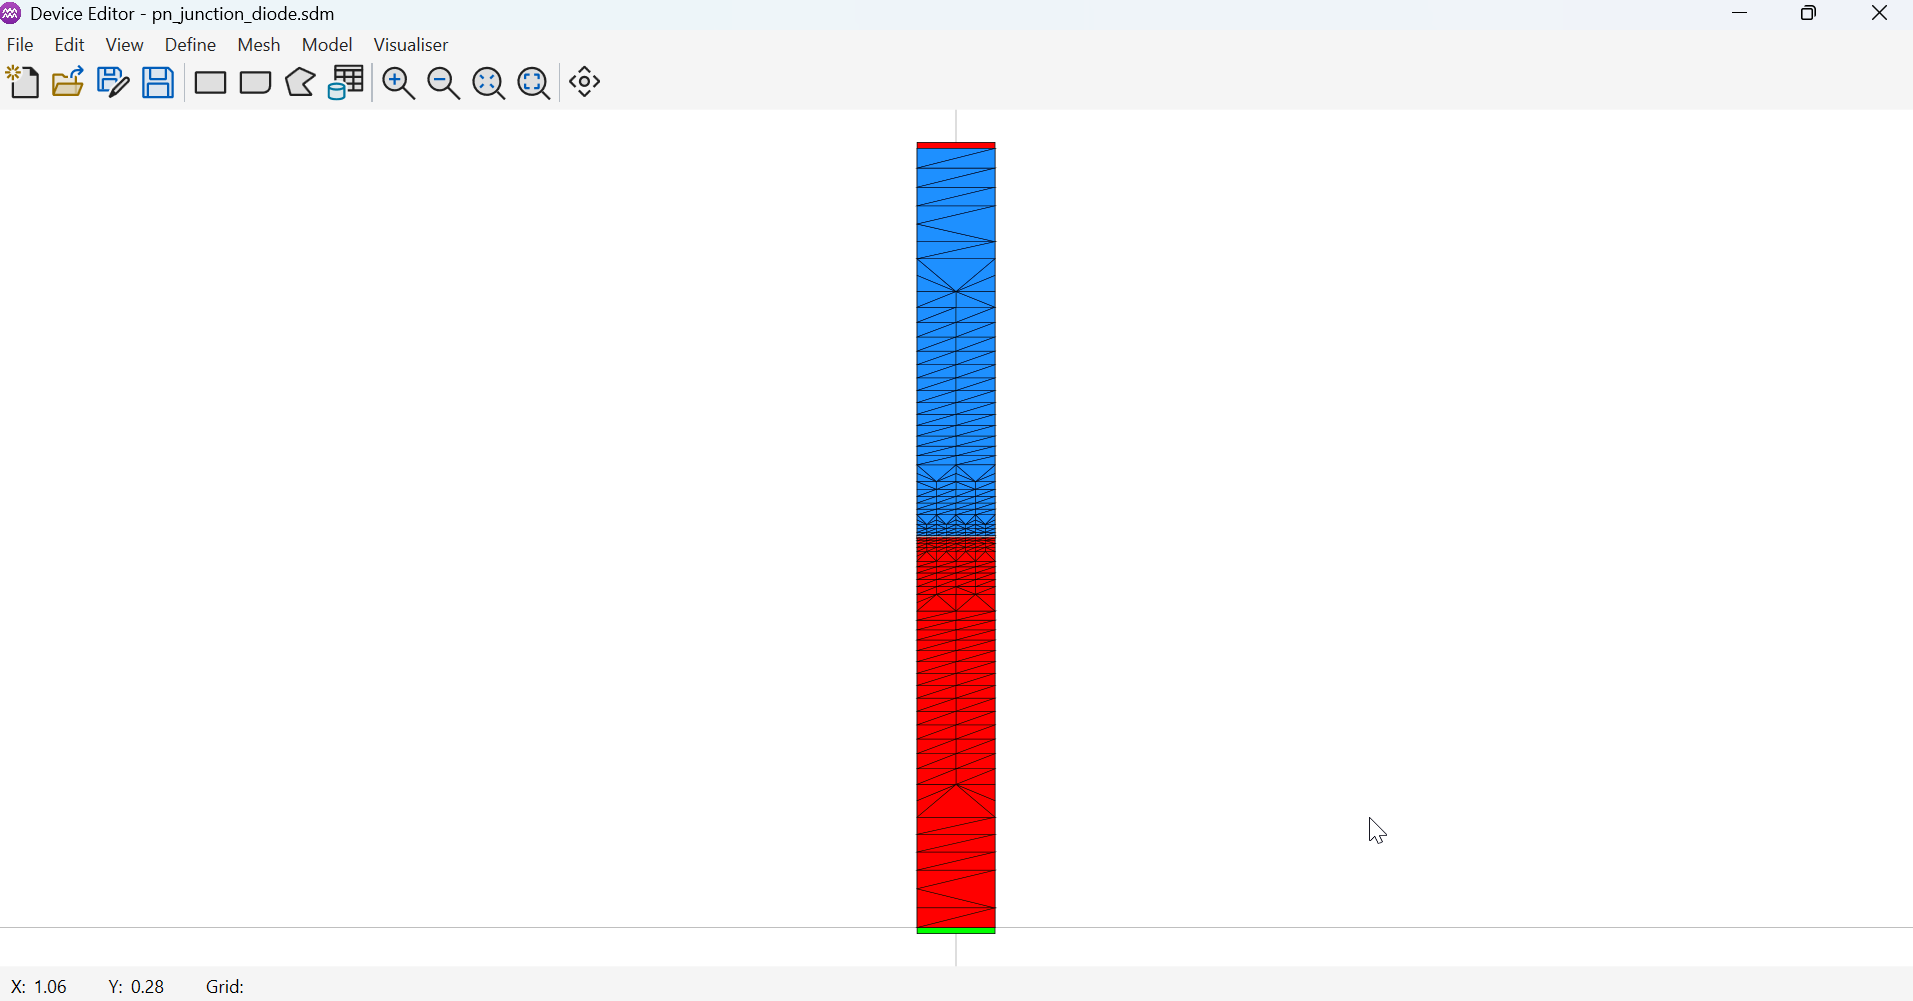 Device Editor - pn_junction_diode.sdm
File Edit View Define Mesh Model Visualiser
X: 1.06 Y: 0.28 Grid: